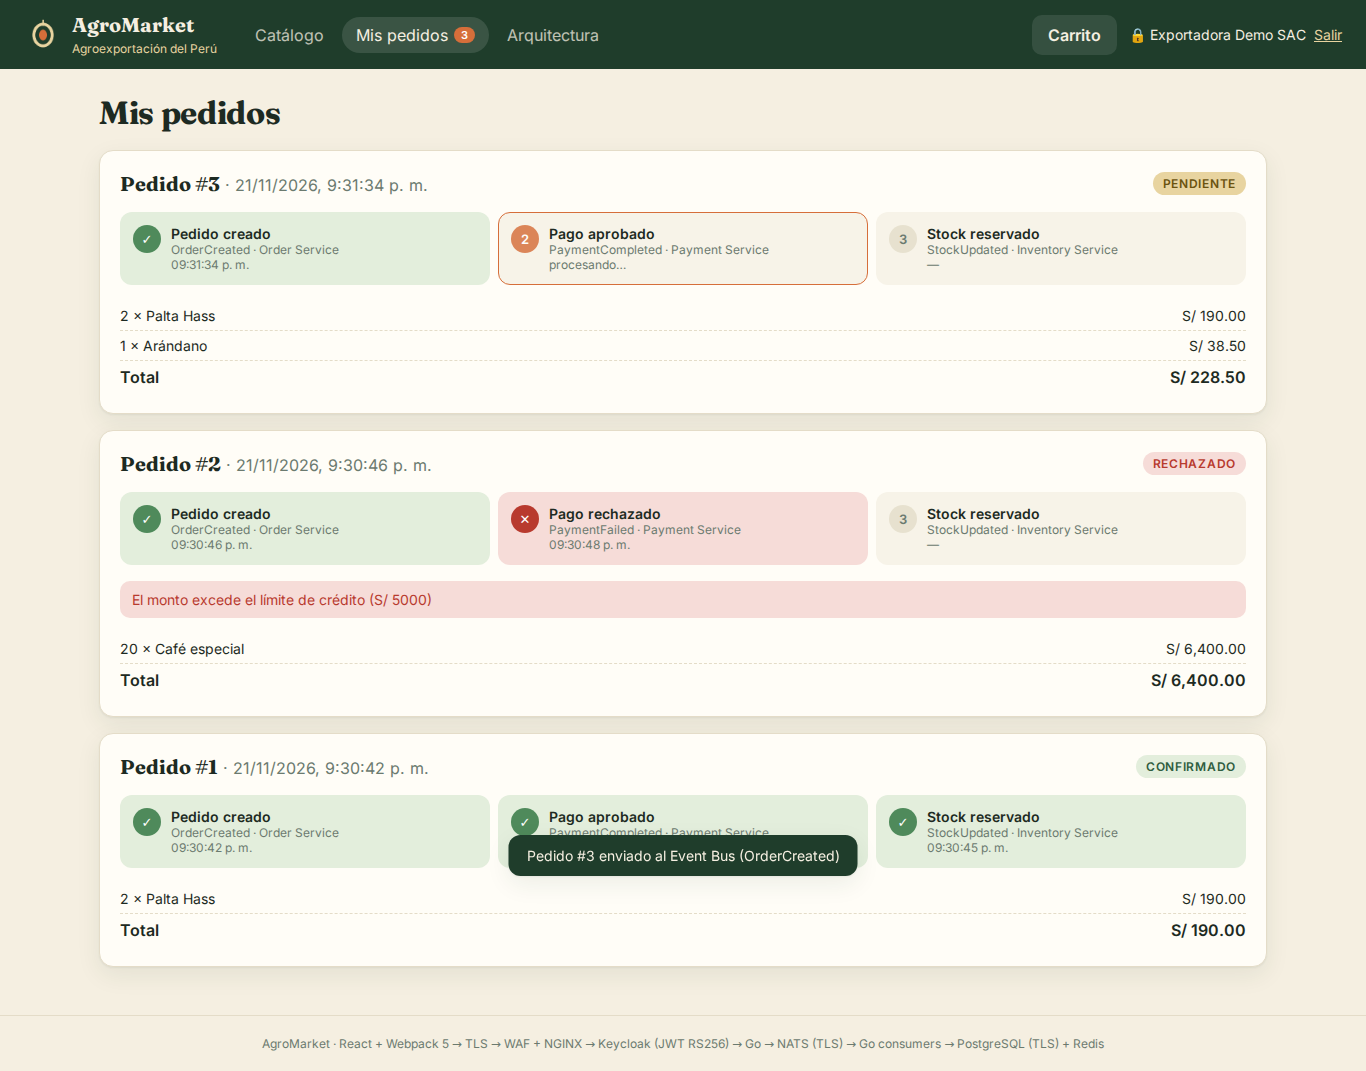 AgroMarket
Agroexportación del Perú
Catálogo
Mis pedidos 3
Arquitectura
Carrito
Exportadora Demo SAC Salir
Mis pedidos
Pedido #3 · 21/11/2026, 9:31:34 p. m.
PENDIENTE
✓ Pedido creado
OrderCreated · Order Service
09:31:34 p. m.
2 Pago aprobado
PaymentCompleted · Payment Service
procesando...
3 Stock reservado
StockUpdated · Inventory Service
—
2 × Palta Hass S/ 190.00
1 × Arándano S/ 38.50
Total S/ 228.50
Pedido #2 · 21/11/2026, 9:30:46 p. m.
RECHAZADO
✓ Pedido creado
OrderCreated · Order Service
09:30:46 p. m.
✕ Pago rechazado
PaymentFailed · Payment Service
09:30:48 p. m.
3 Stock reservado
StockUpdated · Inventory Service
—
El monto excede el límite de crédito (S/ 5000)
20 × Café especial S/ 6,400.00
Total S/ 6,400.00
Pedido #1 · 21/11/2026, 9:30:42 p. m.
CONFIRMADO
✓ Pedido creado
OrderCreated · Order Service
09:30:42 p. m.
✓ Pago aprobado
PaymentCompleted · Payment Service
✓ Stock reservado
StockUpdated · Inventory Service
09:30:45 p. m.
Pedido #3 enviado al Event Bus (OrderCreated)
2 × Palta Hass S/ 190.00
Total S/ 190.00
AgroMarket · React + Webpack 5 → TLS → WAF + NGINX → Keycloak (JWT RS256) → Go → NATS (TLS) → Go consumers → PostgreSQL (TLS) + Redis